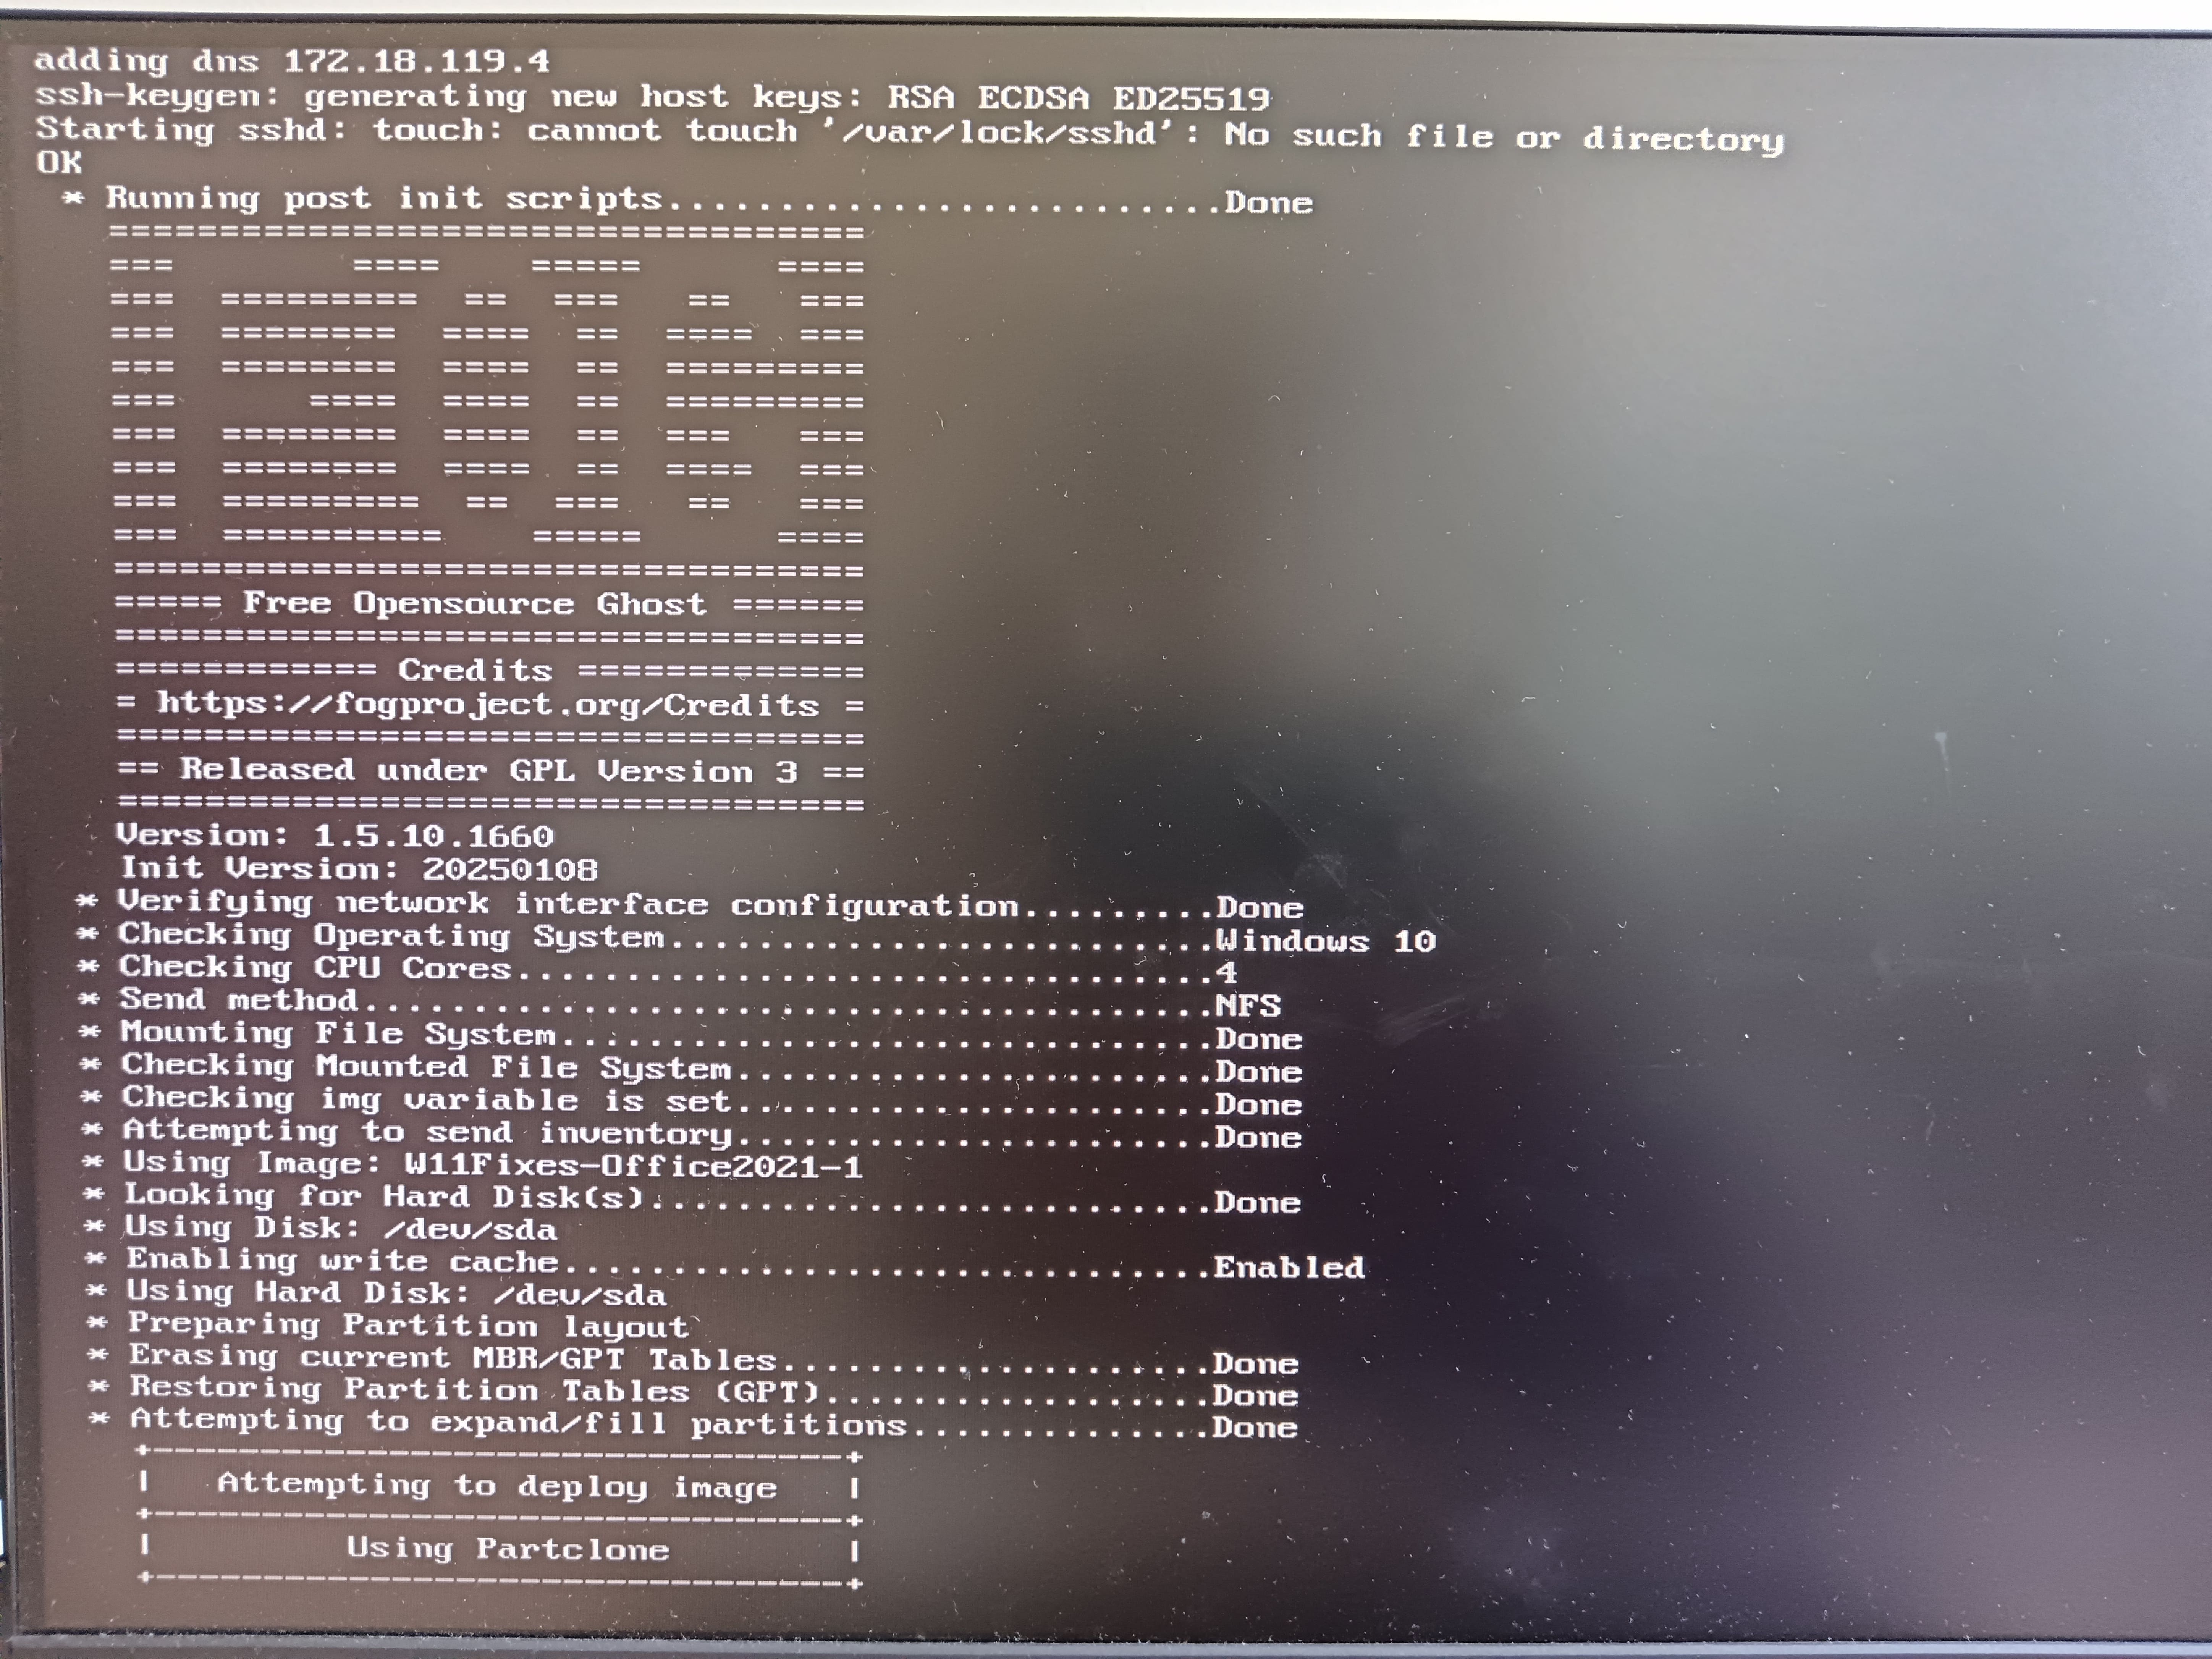 adding dns 172.18.119.4
ssh-keygen: generating new host keys: RSA ECDSA ED25519
Starting sshd: touch: cannot touch '/var/lock/sshd': No such file or directory
OK
 * Running post init scripts.........................Done
   ==================================
   ===        ====    =====      ====
   ===  =========  ==  ===   ==   ===
   ===  ========  ====  ==  ====  ===
   ===  ========  ====  ==  =========
   ===      ====  ====  ==  =========
   ===  ========  ====  ==  ===   ===
   ===  ========  ====  ==  ====  ===
   ===  =========  ==  ===   ==   ===
   ===  ==========    =====      ====
   ==================================
   ===== Free Opensource Ghost ======
   ==================================
   ============ Credits =============
   = https://fogproject.org/Credits =
   ==================================
   == Released under GPL Version 3 ==
   ==================================
   Version: 1.5.10.1660
   Init Version: 20250108
 * Verifying network interface configuration.........Done
 * Checking Operating System.........................Windows 10
 * Checking CPU Cores................................4
 * Send method.......................................NFS
 * Mounting File System..............................Done
 * Checking Mounted File System......................Done
 * Checking img variable is set......................Done
 * Attempting to send inventory......................Done
 * Using Image: W11Fixes-Office2021-1
 * Looking for Hard Disk(s)..........................Done
 * Using Disk: /dev/sda
 * Enabling write cache..............................Enabled
 * Using Hard Disk: /dev/sda
 * Preparing Partition layout
 * Erasing current MBR/GPT Tables....................Done
 * Restoring Partition Tables (GPT)..................Done
 * Attempting to expand/fill partitions..............Done
   +--------------------------------+
   |   Attempting to deploy image   |
   +--------------------------------+
   |         Using Partclone        |
   +--------------------------------+